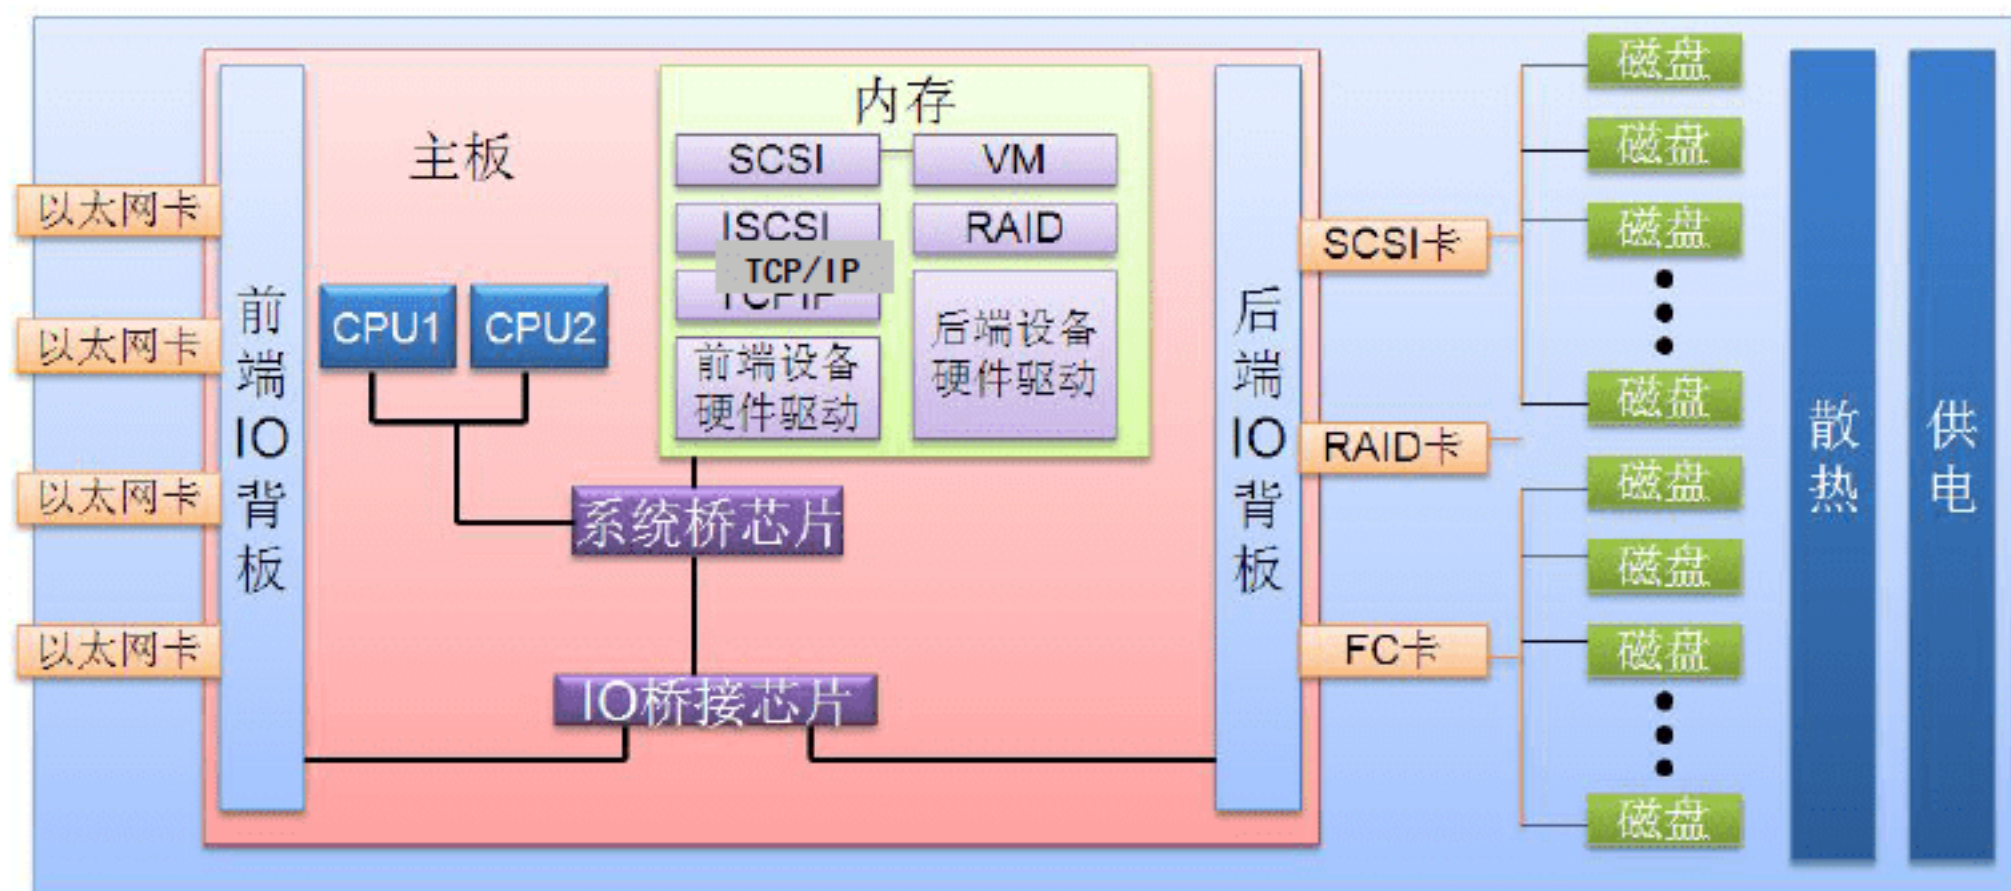 以太网卡
以太网卡
以太网卡
以太网卡
前端IO背板
主板
CPU1
CPU2
内存
SCSI
VM
ISCSI
RAID
TCP/IP
TCPIP
前端设备
硬件驱动
后端设备
硬件驱动
系统桥芯片
IO桥接芯片
后端IO背板
SCSI卡
RAID卡
FC卡
磁盘
磁盘
磁盘
磁盘
磁盘
磁盘
磁盘
磁盘
散热
供电